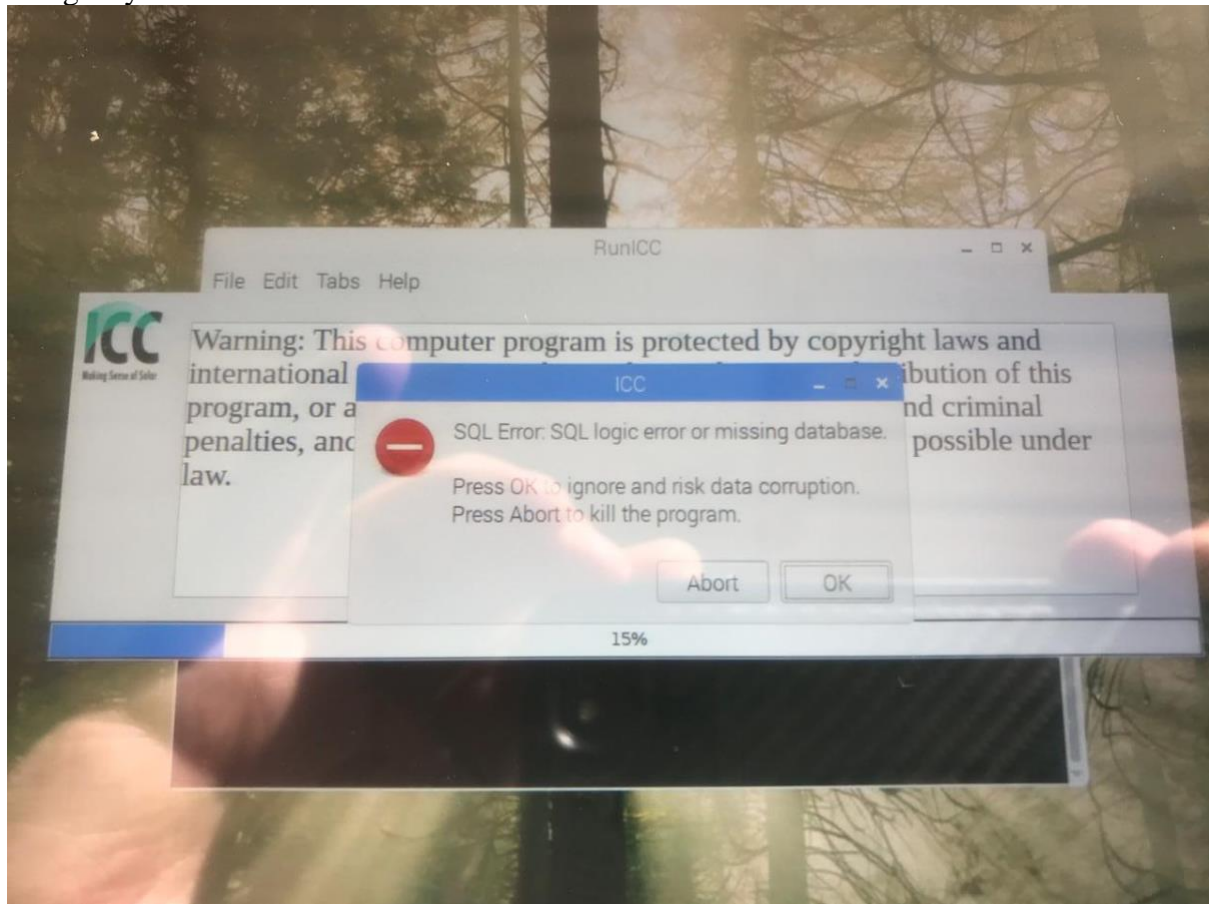 RunICC
File Edit Tabs Help
ICC
Making Sense of Solar
Warning: This computer program is protected by copyright laws and
international ibution of this
program, or a nd criminal
penalties, and possible under
law.
ICC
SQL Error: SQL logic error or missing database.
Press OK to ignore and risk data corruption.
Press Abort to kill the program.
Abort OK
15%